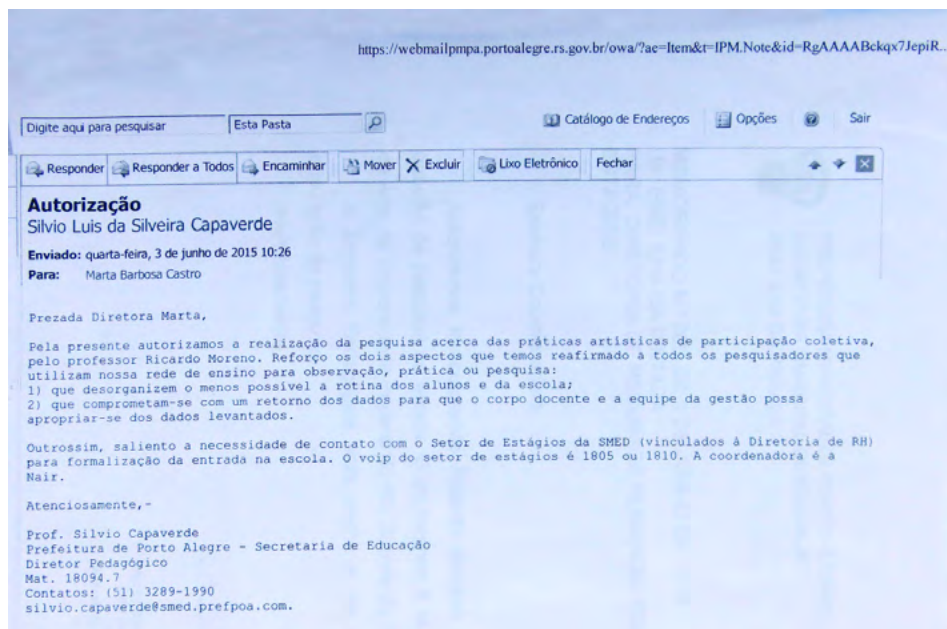 https://webmailpmpa.portoalegre.rs.gov.br/owa/?ae=Item&t=IPM.Note&id=RgAAAABckqx7JepiR...
Digite aqui para pesquisar Esta Pasta Catálogo de Endereços Opções Sair
Responder Responder a Todos Encaminhar Mover Excluir Lixo Eletrônico Fechar
Autorização
Silvio Luis da Silveira Capaverde
Enviado: quarta-feira, 3 de junho de 2015 10:26
Para: Marta Barbosa Castro
Prezada Diretora Marta,
Pela presente autorizamos a realização da pesquisa acerca das práticas artísticas de participação coletiva,
pelo professor Ricardo Moreno. Reforço os dois aspectos que temos reafirmado a todos os pesquisadores que
utilizam nossa rede de ensino para observação, prática ou pesquisa:
1) que desorganizem o menos possível a rotina dos alunos e da escola;
2) que comprometam-se com um retorno dos dados para que o corpo docente e a equipe da gestão possa
apropriar-se dos dados levantados.
Outrossim, saliento a necessidade de contato com o Setor de Estágios da SMED (vinculados á Diretoria de RH)
para formalização da entrada na escola. O voip do setor de estágios é 1805 ou 1810. A coordenadora é a
Nair.
Atenciosamente,-
Prof. Silvio Capaverde
Prefeitura de Porto Alegre - Secretaria de Educação
Diretor Pedagógico
Mat. 18094.7
Contatos: (51) 3289-1990
silvio.capaverde@smed.prefpoa.com.